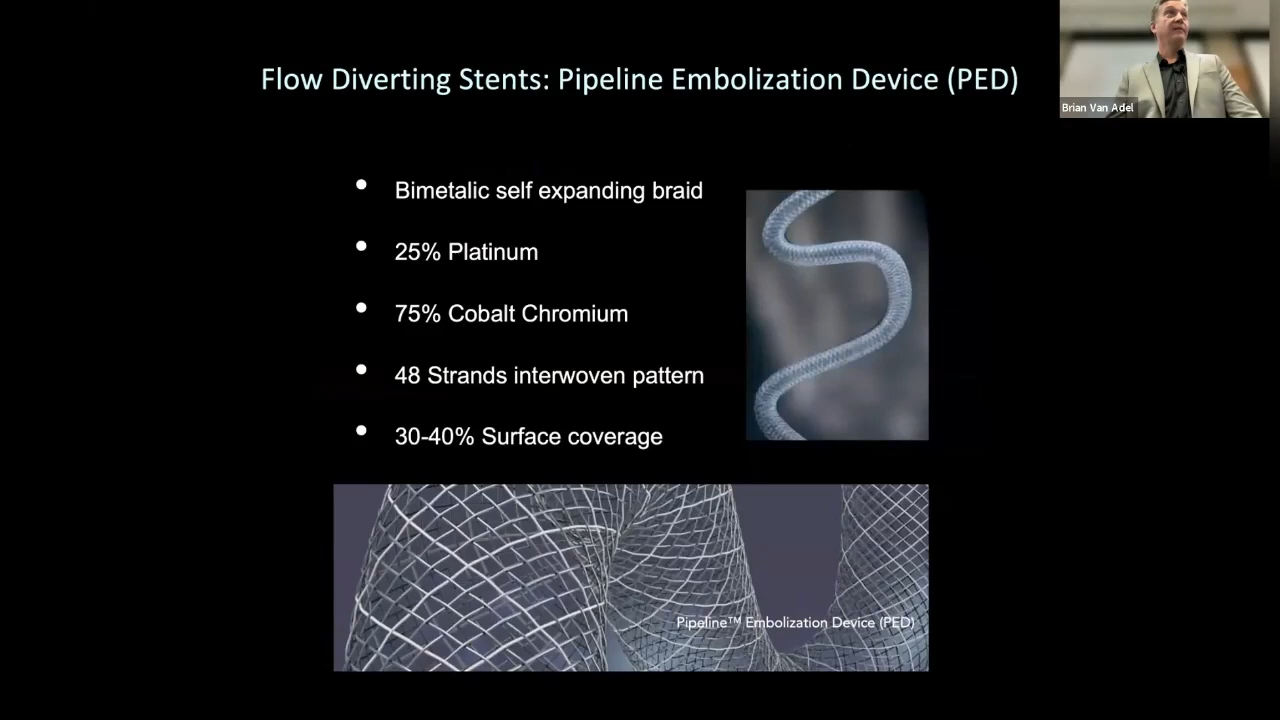 Flow Diverting Stents: Pipeline Embolization Device (PED)
Brian Van Adel
• Bimetalic self expanding braid
• 25% Platinum
• 75% Cobalt Chromium
• 48 Strands interwoven pattern
• 30-40% Surface coverage
Pipeline™ Embolization Device (PED)